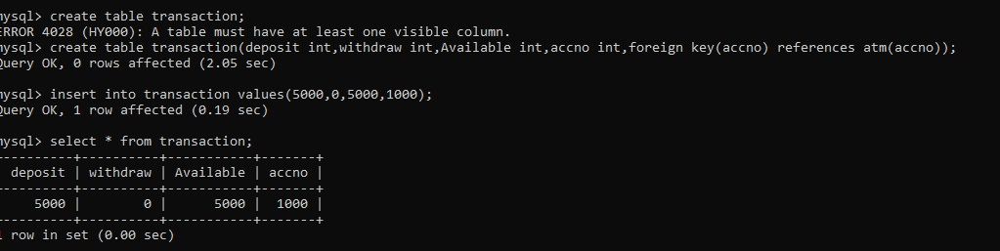 mysql> create table transaction;
ERROR 4028 (HY000): A table must have at least one visible column.
mysql> create table transaction(deposit int,withdraw int,Available int,accno int,foreign key(accno) references atm(accno));
Query OK, 0 rows affected (2.05 sec)
mysql> insert into transaction values(5000,0,5000,1000);
Query OK, 1 row affected (0.19 sec)
mysql> select * from transaction;
----------+----------+-----------+-------+
deposit | withdraw | Available | accno |
----------+----------+-----------+-------+
5000 | 0 | 5000 | 1000 |
----------+----------+-----------+-------+
1 row in set (0.00 sec)